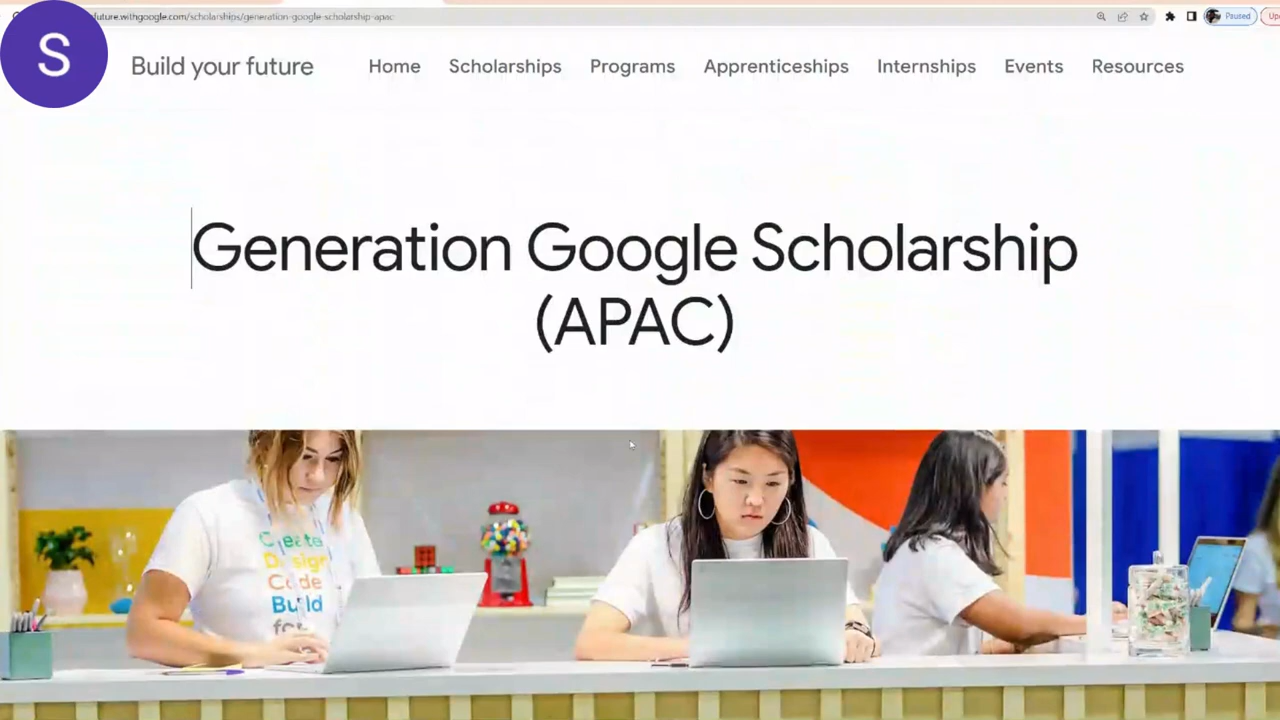 future.withgoogle.com/scholarships/generation-google-scholarship-apac
Paused
S
Build your future
Home
Scholarships
Programs
Apprenticeships
Internships
Events
Resources
Generation Google Scholarship
(APAC)
Create
Design
Code
Build
for